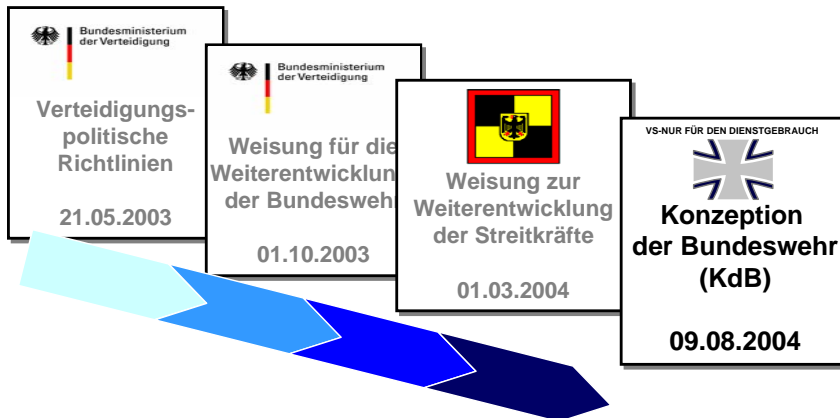 Bundesministerium
der Verteidigung
Verteidigungs-
politische
Richtlinien
21.05.2003
Bundesministerium
der Verteidigung
Weisung für die
Weiterentwicklun
der Bundeswehr
01.10.2003
Weisung zur
Weiterentwicklung
der Streitkräfte
01.03.2004
VS-NUR FÜR DEN DIENSTGEBRAUCH
Konzeption
der Bundeswehr
(KdB)
09.08.2004